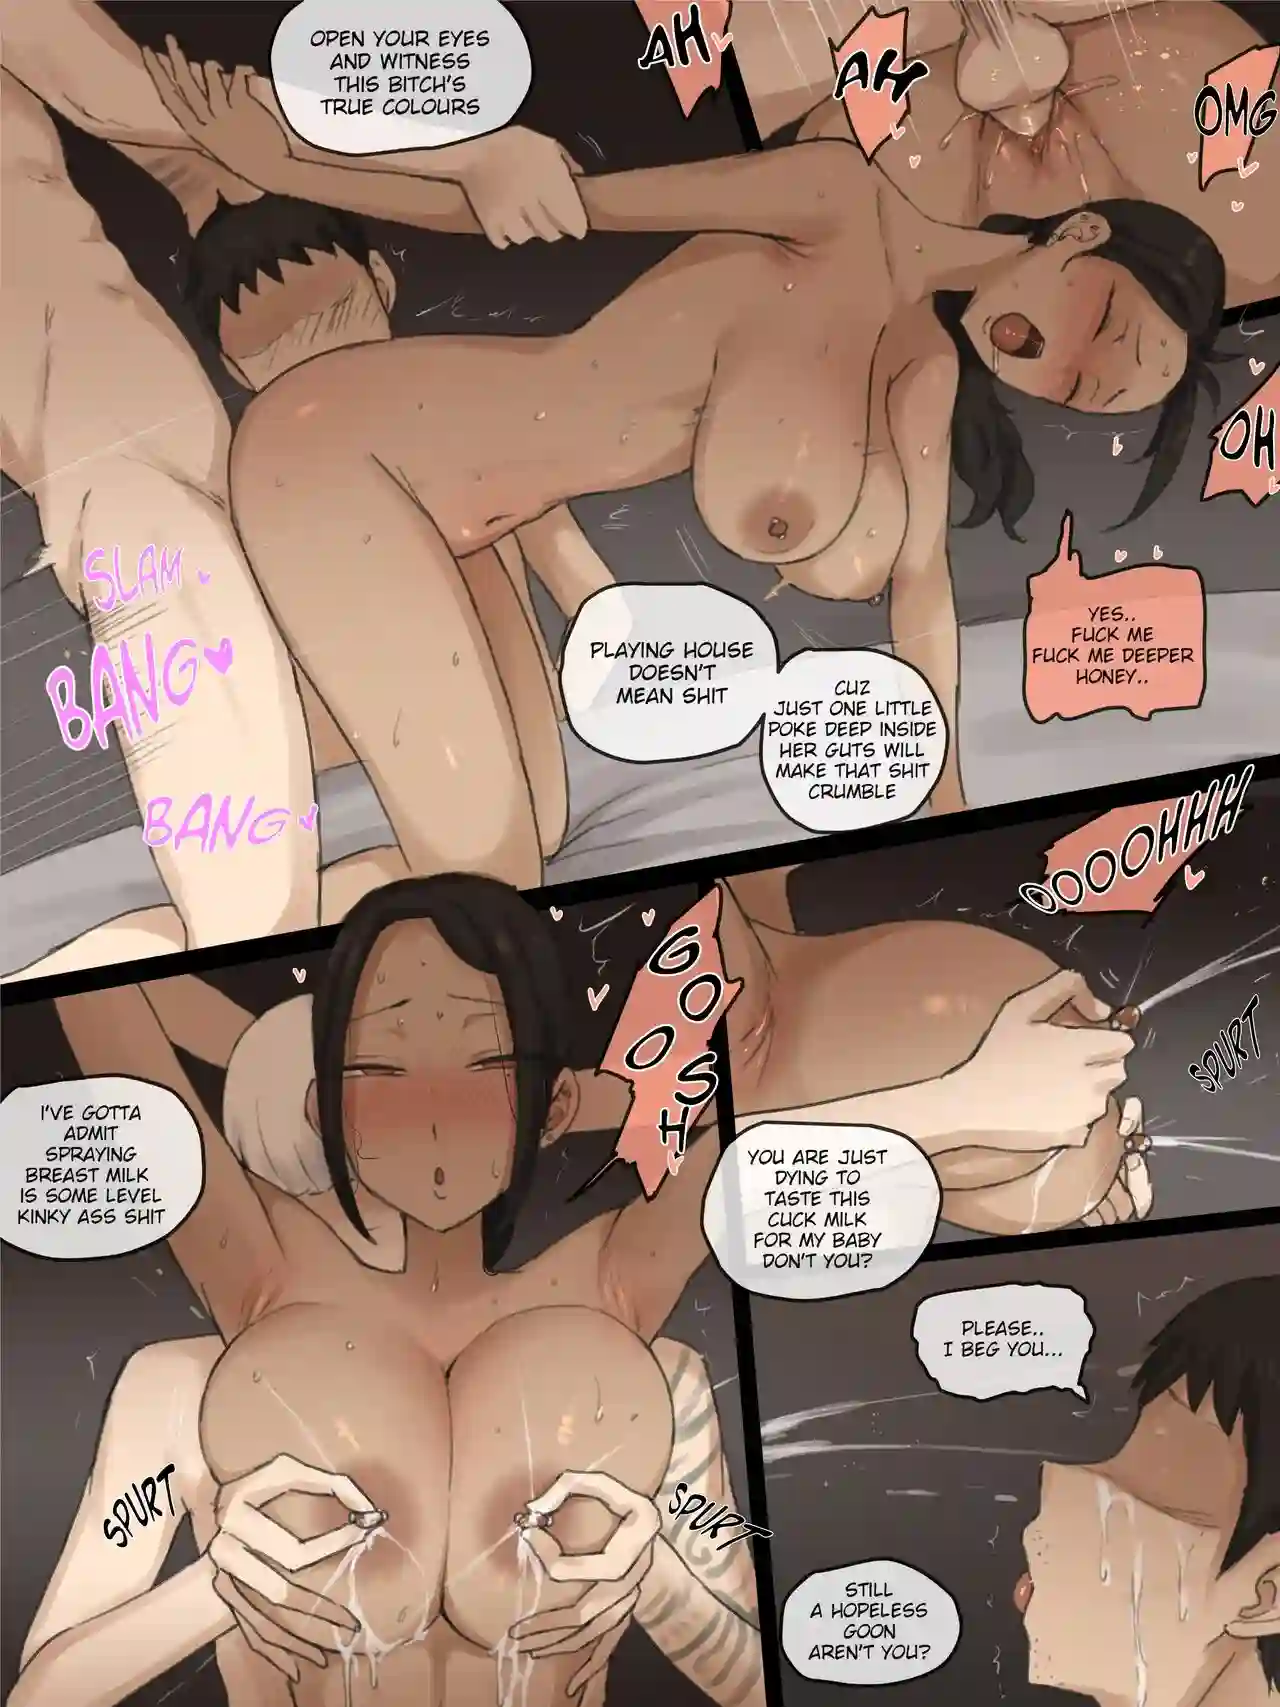 OPEN YOUR EYES
AND WITNESS
THIS BITCH'S
TRUE COLOURS
AH
AH
OMG
OH
SLAM
BANG
BANG
PLAYING HOUSE
DOESN'T
MEAN SHIT
CUZ
JUST ONE LITTLE
POKE DEEP INSIDE
HER GUTS WILL
MAKE THAT SHIT
CRUMBLE
YES..
FUCK ME
FUCK ME DEEPER
HONEY..
I'VE GOTTA
ADMIT
SPRAYING
BREAST MILK
IS SOME LEVEL
KINKY ASS SHIT
GOOSH
SPURT
SPURT
OOOOHHH
SPURT
YOU ARE JUST
DYING TO
TASTE THIS
CUCK MILK
FOR MY BABY
DON'T YOU?
PLEASE..
I BEG YOU...
STILL
A HOPELESS
GOON
AREN'T YOU?